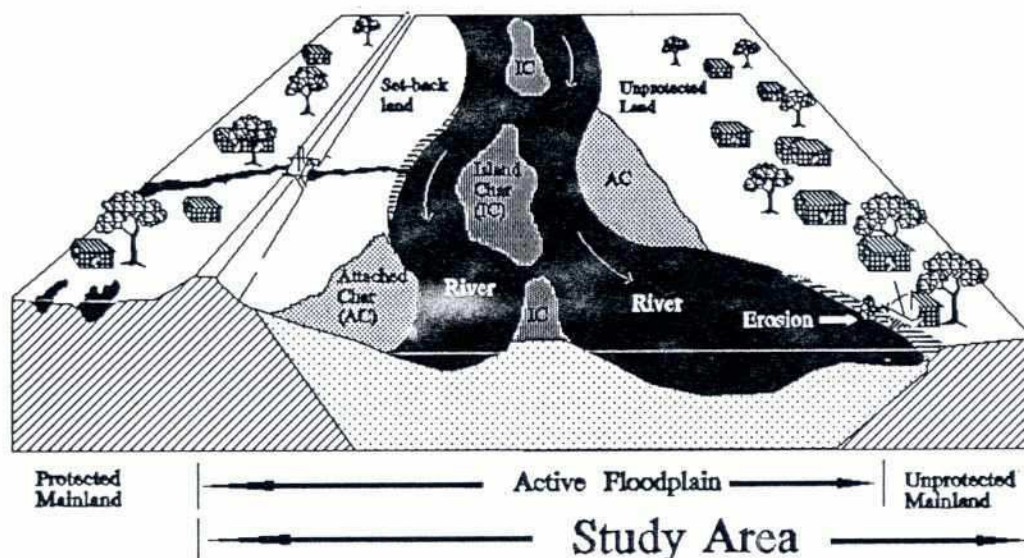 IC
Set-back
land
Unprotected
Land
Island
Char
(IC)
AC
Attached
Char
(AC)
River
IC
River
Erosion
Protected
Mainland
Active Floodplain
Unprotected
Mainland
Study Area